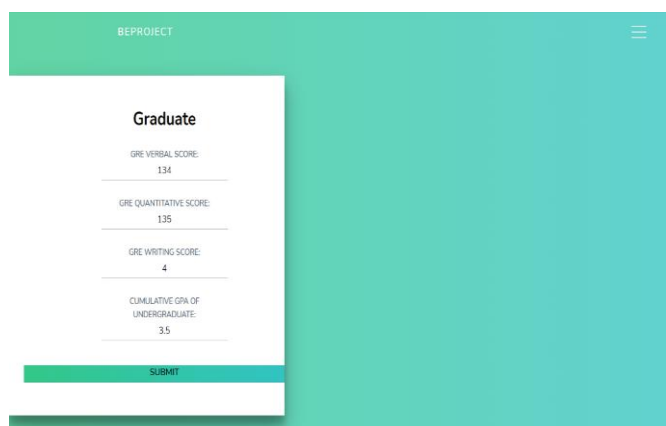 BEPROJECT
Graduate
GRE VERBAL SCORE:
134
GRE QUANTITATIVE SCORE:
135
GRE WRITING SCORE:
4
CUMULATIVE GPA OF
UNDERGRADUATE:
3.5
SUBMIT